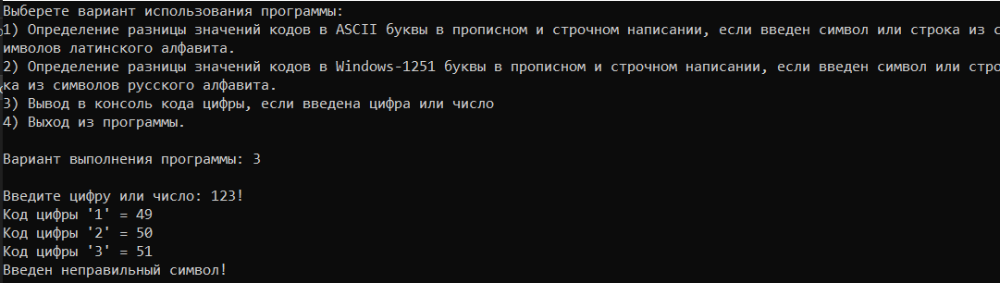 Выберете вариант использования программы:
1) Определение разницы значений кодов в ASCII буквы в прописном и строчном написании, если введен символ или строка из с
имволов латинского алфавита.
2) Определение разницы значений кодов в Windows-1251 буквы в прописном и строчном написании, если введен символ или стро
ка из символов русского алфавита.
3) Вывод в консоль кода цифры, если введена цифра или число
4) Выход из программы.
Вариант выполнения программы: 3
Введите цифру или число: 123!
Код цифры '1' = 49
Код цифры '2' = 50
Код цифры '3' = 51
Введен неправильный символ!